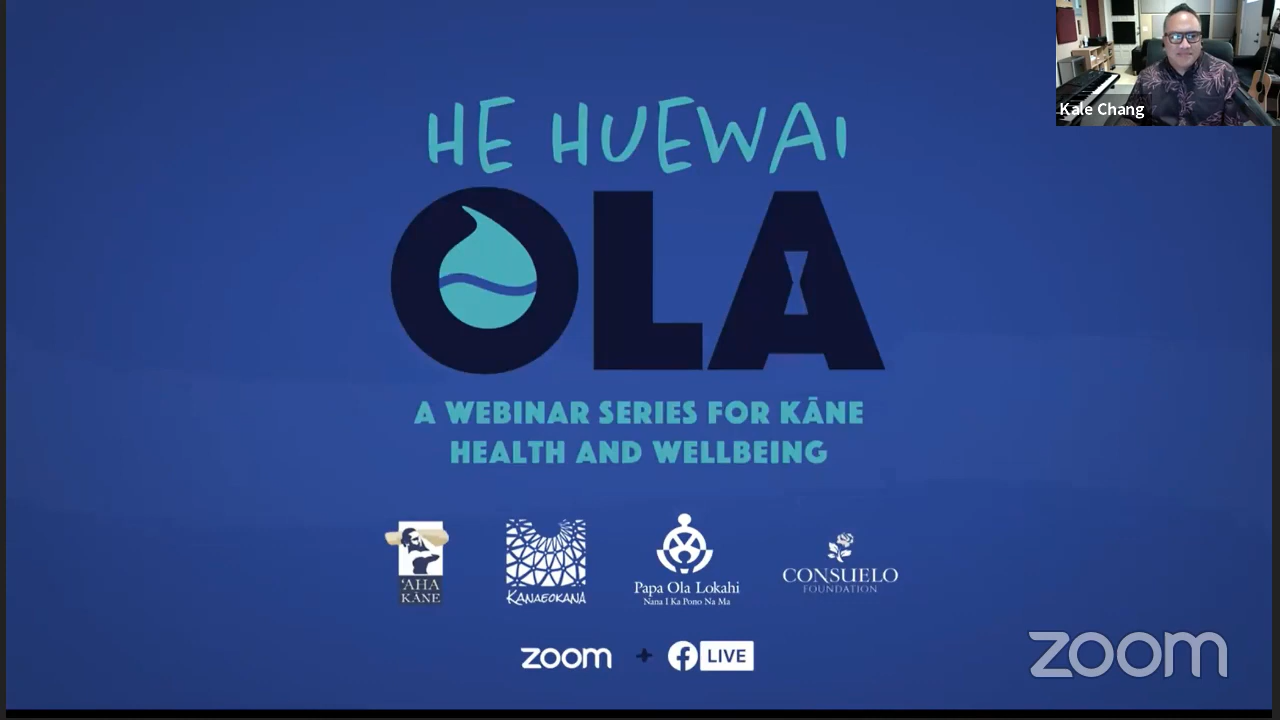 HE HUEWAI
OLA
A WEBINAR SERIES FOR KĀNE
HEALTH AND WELLBEING
ʻAHA
KĀNE
KANAEOKANA
Papa Ola Lokahi
Nana I Ka Pono Na Ma
CONSUELO
FOUNDATION
zoom + LIVE
Kale Chang
zoom